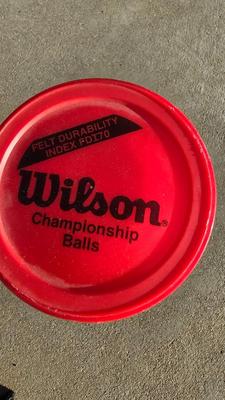 FELT DURABILITY
INDEX FDI70
Wilson®
Championship
Balls